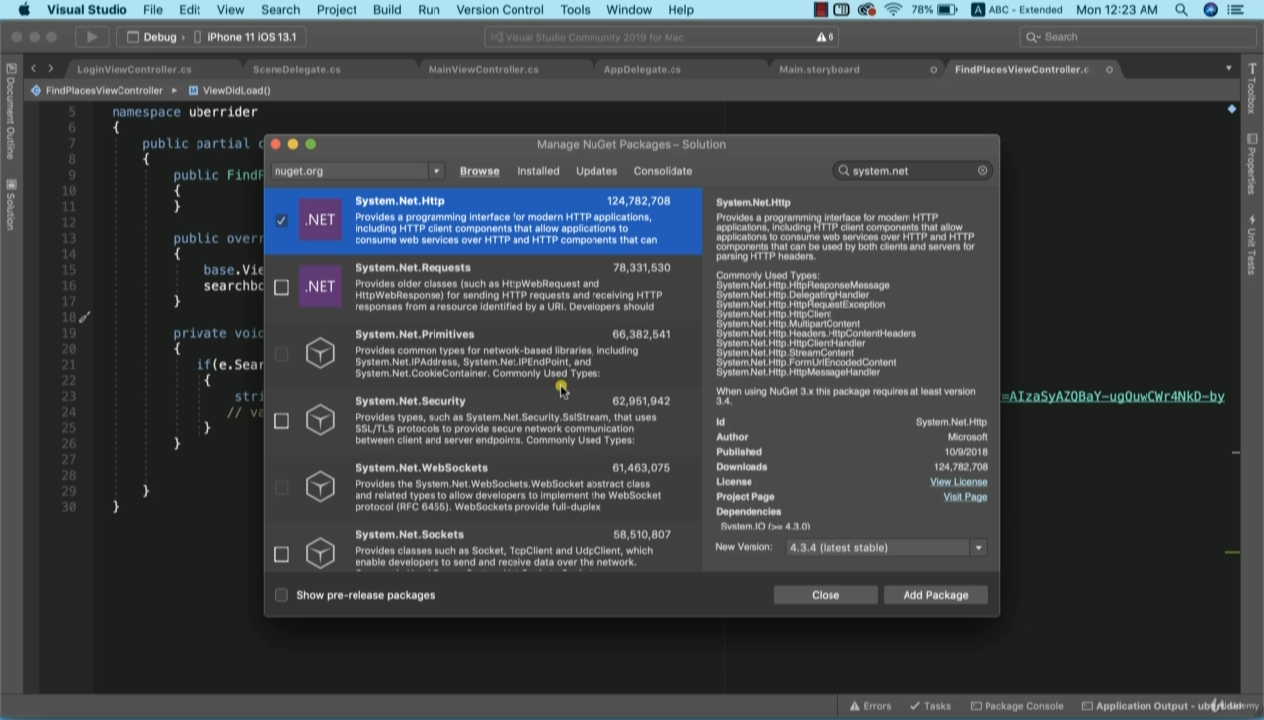 Visual Studio File Edit View Search Project Build Run Version Control Tools Window Help 78% A ABC - Extended Mon 12:23 AM
Debug › iPhone 11 iOS 13.1 Visual Studio Community 2019 for Mac 6 Search
LoginViewController.cs SceneDelegate.cs MainViewController.cs AppDelegate.cs Main.storyboard FindPlacesViewController.c
FindPlacesViewController ▸ M ViewDidLoad()
Document Outline
Solution
Toolbox
Properties
Unit Tests
5 namespace uberrider
6 {
7 public partial c
8 {
9 public FindP
10 {
11 }
12
13 public overr
14 {
15 base.Vie
16 searchbo
17 }
18
19 private void
20 {
21 if(e.Sear
22 {
23 stri =AIzaSyAZQBaY-ugQuwCWr4NkD-by
24 // va
25 }
26 }
27
28
29 }
30 }
Manage NuGet Packages – Solution
nuget.org Browse Installed Updates Consolidate system.net
System.Net.Http 124,782,708
Provides a programming interface for modern HTTP applications,
including HTTP client components that allow applications to
consume web services over HTTP and HTTP components that can
.NET
System.Net.Requests 78,331,530
Provides older classes (such as HttpWebRequest and
HttpWebResponse) for sending HTTP requests and receiving HTTP
responses from a resource identified by a URI. Developers should
.NET
System.Net.Primitives 66,382,541
Provides common types for network-based libraries, including
System.Net.IPAddress, System.Net.IPEndPoint, and
System.Net.CookieContainer. Commonly Used Types:
System.Net.Security 62,951,942
Provides types, such as System.Net.Security.SslStream, that uses
SSL/TLS protocols to provide secure network communication
between client and server endpoints. Commonly Used Types:
System.Net.WebSockets 61,463,075
Provides the System.Net.WebSockets.WebSocket abstract class
and related types to allow developers to implement the WebSocket
protocol (RFC 6455). WebSockets provide full-duplex
System.Net.Sockets 58,510,807
Provides classes such as Socket, TcpClient and UdpClient, which
enable developers to send and receive data over the network.
System.Net.Http
Provides a programming interface for modern HTTP
applications, including HTTP client components that allow
applications to consume web services over HTTP and HTTP
components that can be used by both clients and servers for
parsing HTTP headers.
Commonly Used Types:
System.Net.Http.HttpResponseMessage
System.Net.Http.DelegatingHandler
System.Net.Http.HttpRequestException
System.Net.Http.HttpClient
System.Net.Http.MultipartContent
System.Net.Http.Headers.HttpContentHeaders
System.Net.Http.HttpClientHandler
System.Net.Http.StreamContent
System.Net.Http.FormUrlEncodedContent
System.Net.Http.HttpMessageHandler
When using NuGet 3.x this package requires at least version
3.4.
Id System.Net.Http
Author Microsoft
Published 10/9/2018
Downloads 124,782,708
License View License
Project Page Visit Page
Dependencies
System.IO (>= 4.3.0)
New Version: 4.3.4 (latest stable)
Show pre-release packages Close Add Package
Errors Tasks Package Console Application Output -